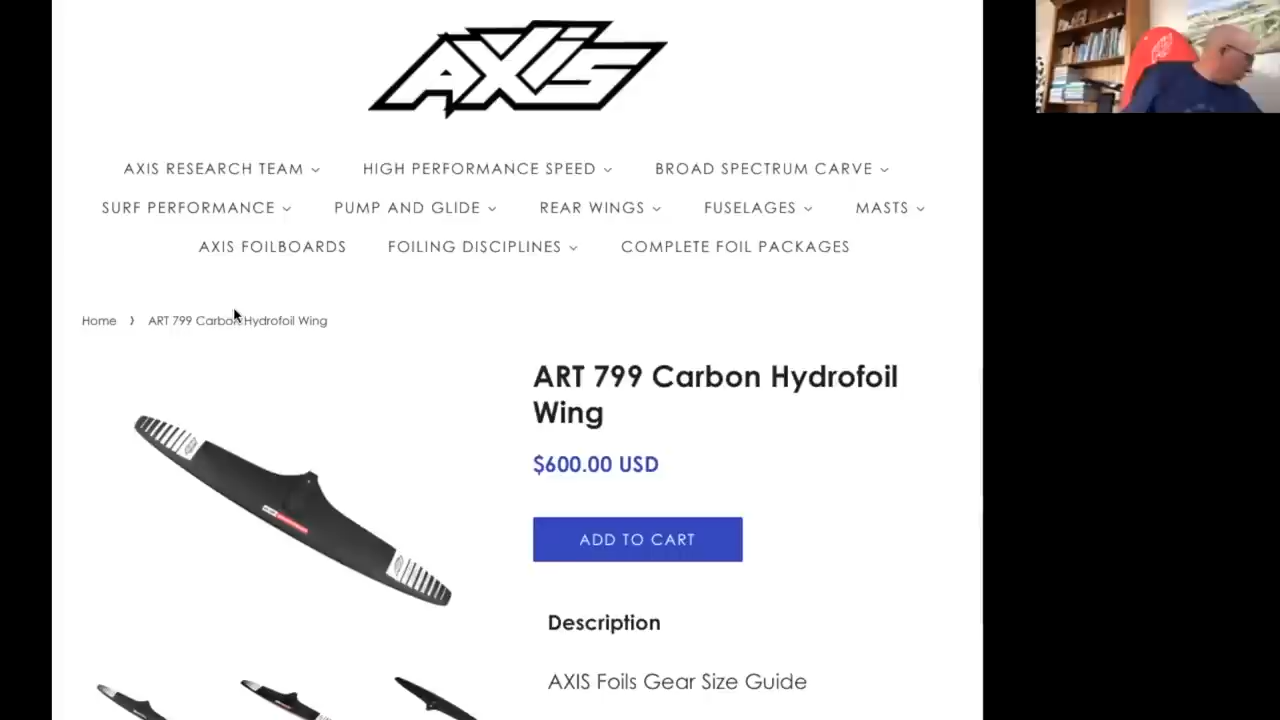 AXIS
AXIS RESEARCH TEAM HIGH PERFORMANCE SPEED BROAD SPECTRUM CARVE
SURF PERFORMANCE PUMP AND GLIDE REAR WINGS FUSELAGES MASTS
AXIS FOILBOARDS FOILING DISCIPLINES COMPLETE FOIL PACKAGES
Home › ART 799 Carbon Hydrofoil Wing
ART 799 Carbon Hydrofoil
Wing
$600.00 USD
ADD TO CART
Description
AXIS Foils Gear Size Guide